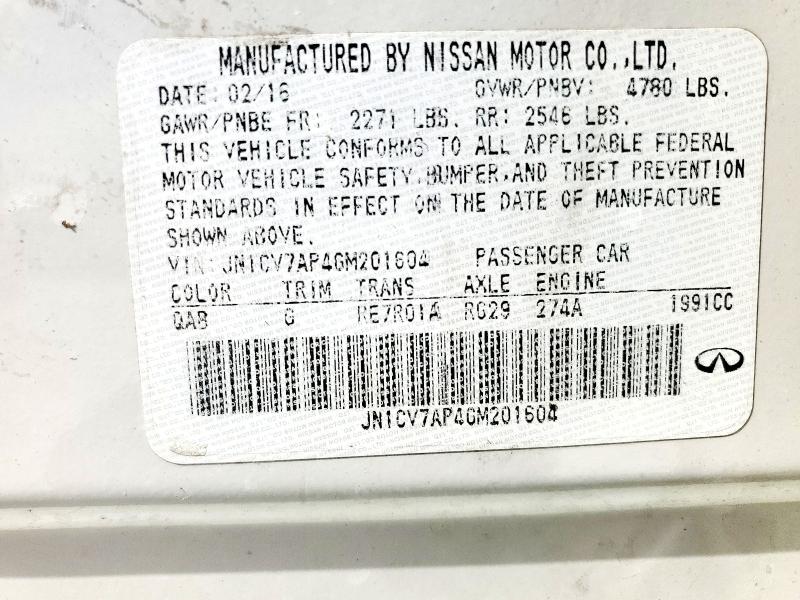 MANUFACTURED BY NISSAN MOTOR CO.,LTD.
DATE: 02/16 GVWR/PNBV: 4780 LBS.
GAWR/PNBE FR: 2271 LBS. RR: 2546 LBS.
THIS VEHICLE CONFORMS TO ALL APPLICABLE FEDERAL
MOTOR VEHICLE SAFETY,BUMPER,AND THEFT PREVENTION
STANDARDS IN EFFECT ON THE DATE OF MANUFACTURE
SHOWN ABOVE.
VIN: JN1CV7AP4GM201604 PASSENGER CAR
COLOR TRIM TRANS AXLE ENGINE
QAB G RE7R01A RC29 274A 1991CC
JN1CV7AP4GM201604